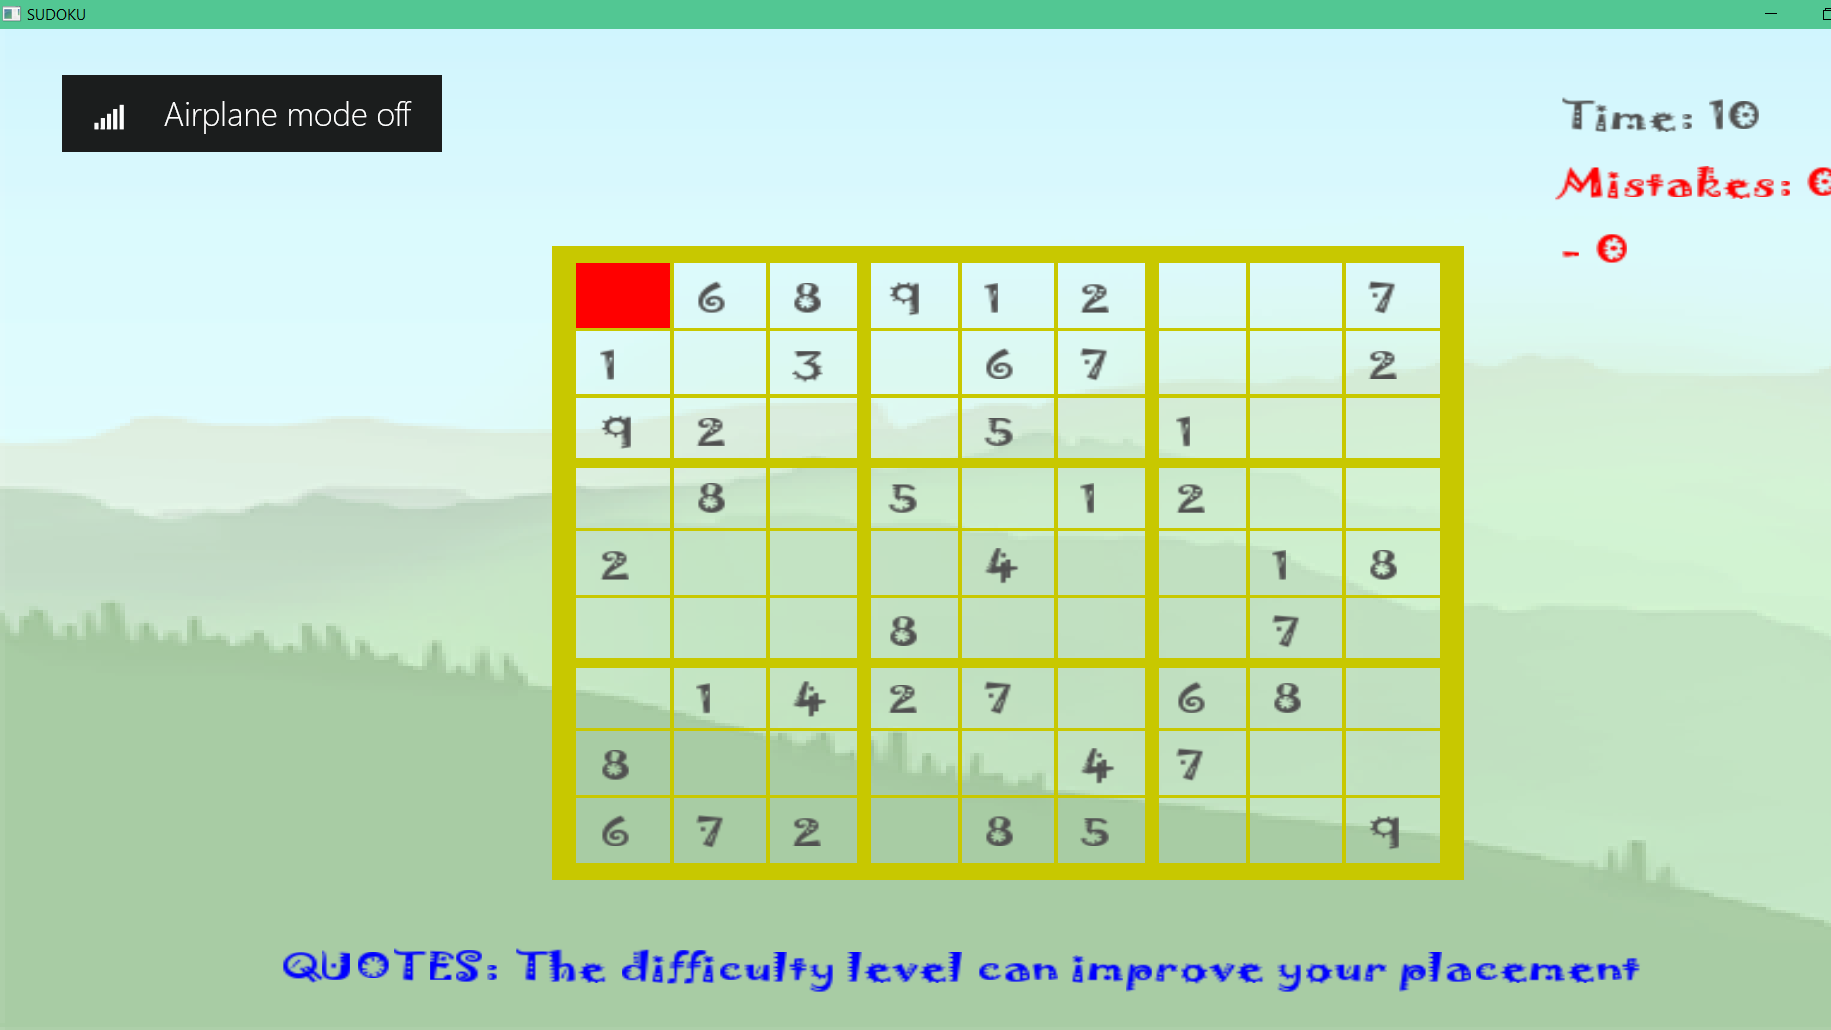 SUDOKU
Airplane mode off
Time: 10
Mistakes: 0
- 0
6 8 9 1 2 7
1 3 6 7 2
9 2 5 1
8 5 1 2
2 4 1 8
8 7
1 4 2 7 6 8
8 4 7
6 7 2 8 5 9
QUOTES: The difficulty level can improve your placement